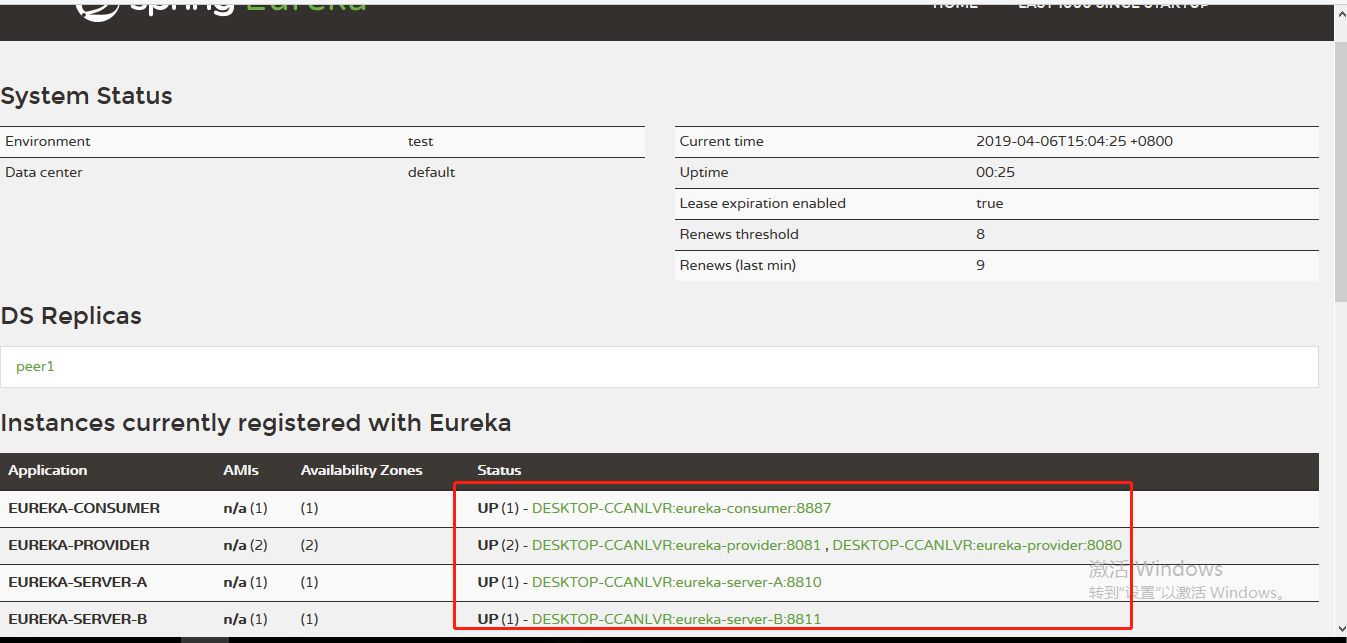 spring Eureka HOME LAST 1000 SINCE STARTUP
System Status
Environment test
Data center default
Current time 2019-04-06T15:04:25 +0800
Uptime 00:25
Lease expiration enabled true
Renews threshold 8
Renews (last min) 9
DS Replicas
peer1
Instances currently registered with Eureka
Application AMIs Availability Zones Status
EUREKA-CONSUMER n/a (1) (1) UP (1) - DESKTOP-CCANLVR:eureka-consumer:8887
EUREKA-PROVIDER n/a (2) (2) UP (2) - DESKTOP-CCANLVR:eureka-provider:8081 , DESKTOP-CCANLVR:eureka-provider:8080
EUREKA-SERVER-A n/a (1) (1) UP (1) - DESKTOP-CCANLVR:eureka-server-A:8810
EUREKA-SERVER-B n/a (1) (1) UP (1) - DESKTOP-CCANLVR:eureka-server-B:8811
激活 Windows
转到"设置"以激活 Windows。